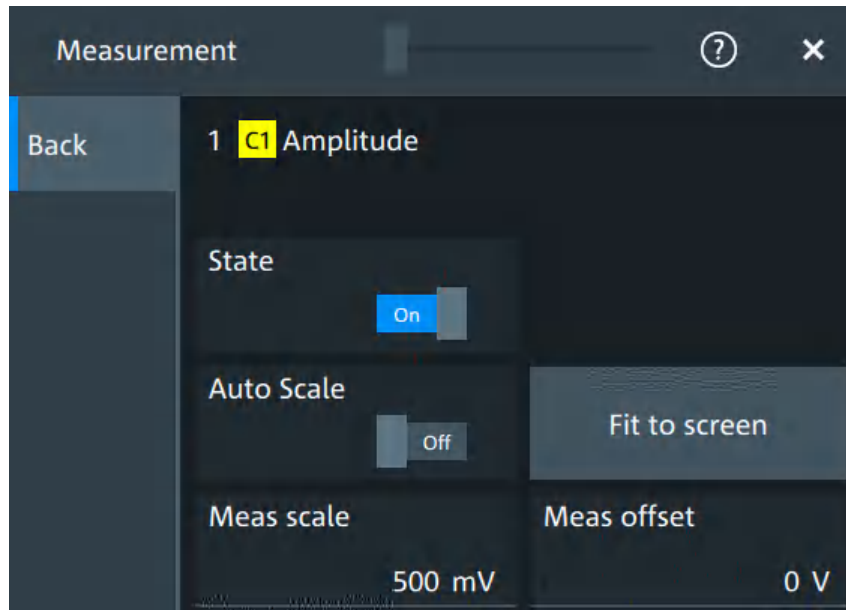 Measurement
?
×
Back
1 C1 Amplitude
State
On
Auto Scale
Off
Fit to screen
Meas scale
Meas offset
500 mV
0 V